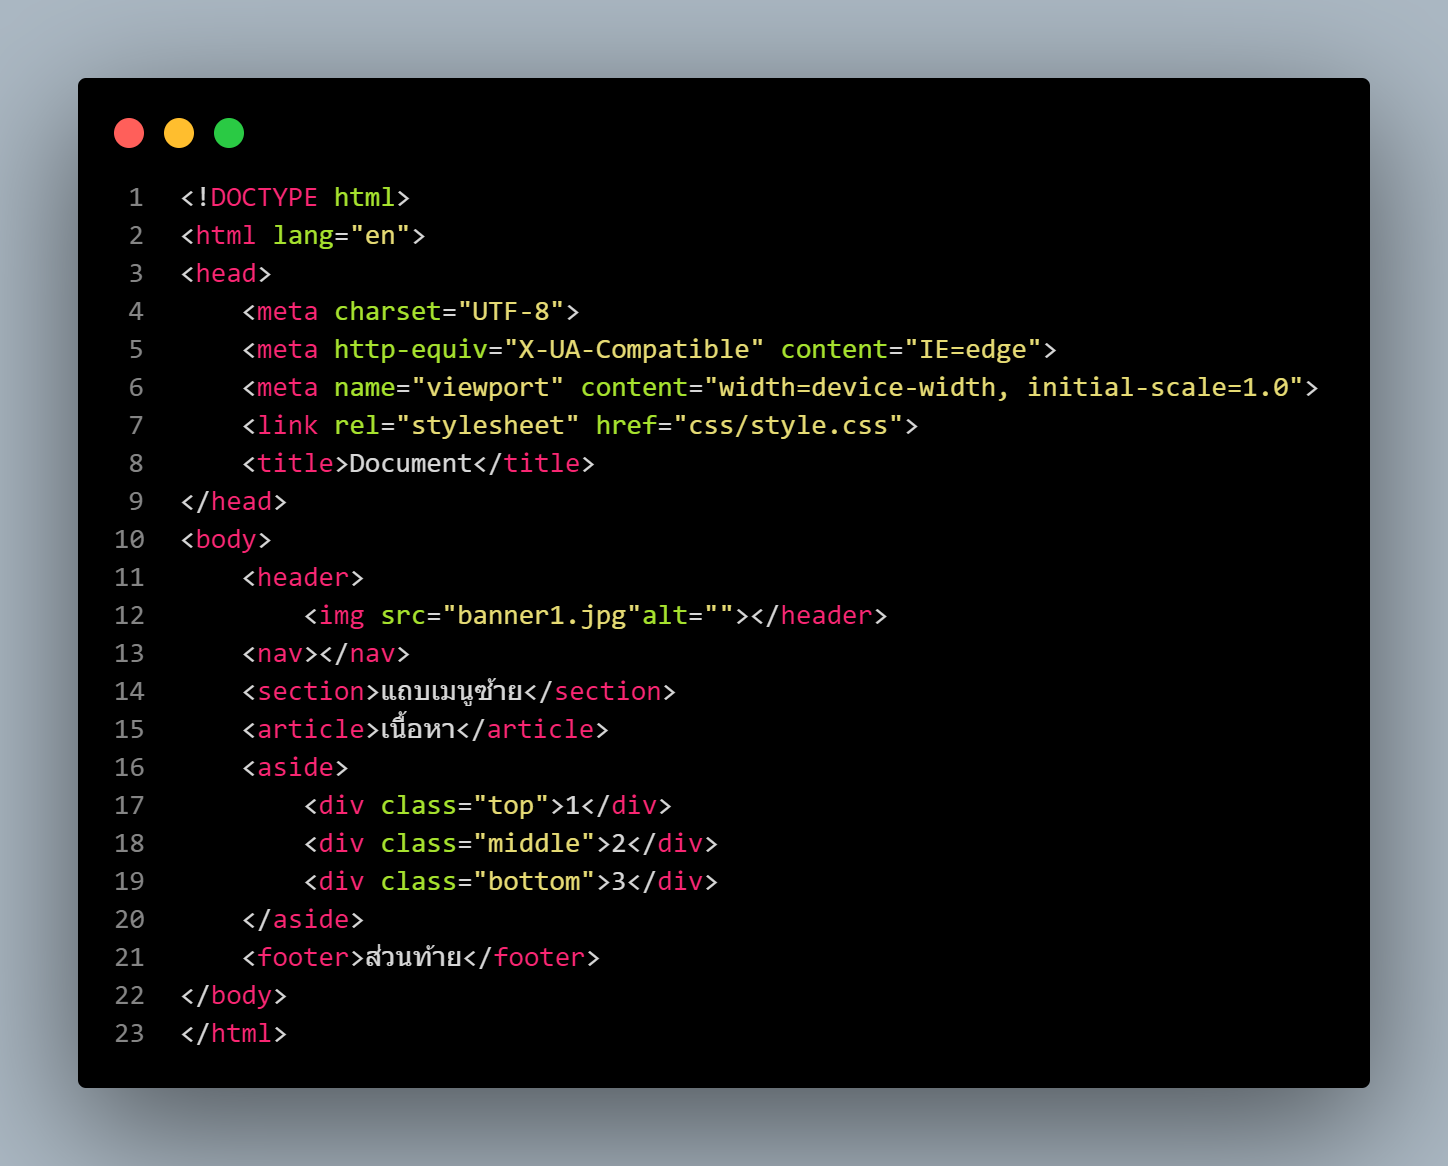 1 <!DOCTYPE html>
2 <html lang="en">
3 <head>
4     <meta charset="UTF-8">
5     <meta http-equiv="X-UA-Compatible" content="IE=edge">
6     <meta name="viewport" content="width=device-width, initial-scale=1.0">
7     <link rel="stylesheet" href="css/style.css">
8     <title>Document</title>
9 </head>
10 <body>
11     <header>
12         <img src="banner1.jpg"alt=""></header>
13     <nav></nav>
14     <section>แถบเมนูซ้าย</section>
15     <article>เนื้อหา</article>
16     <aside>
17         <div class="top">1</div>
18         <div class="middle">2</div>
19         <div class="bottom">3</div>
20     </aside>
21     <footer>ส่วนท้าย</footer>
22 </body>
23 </html>